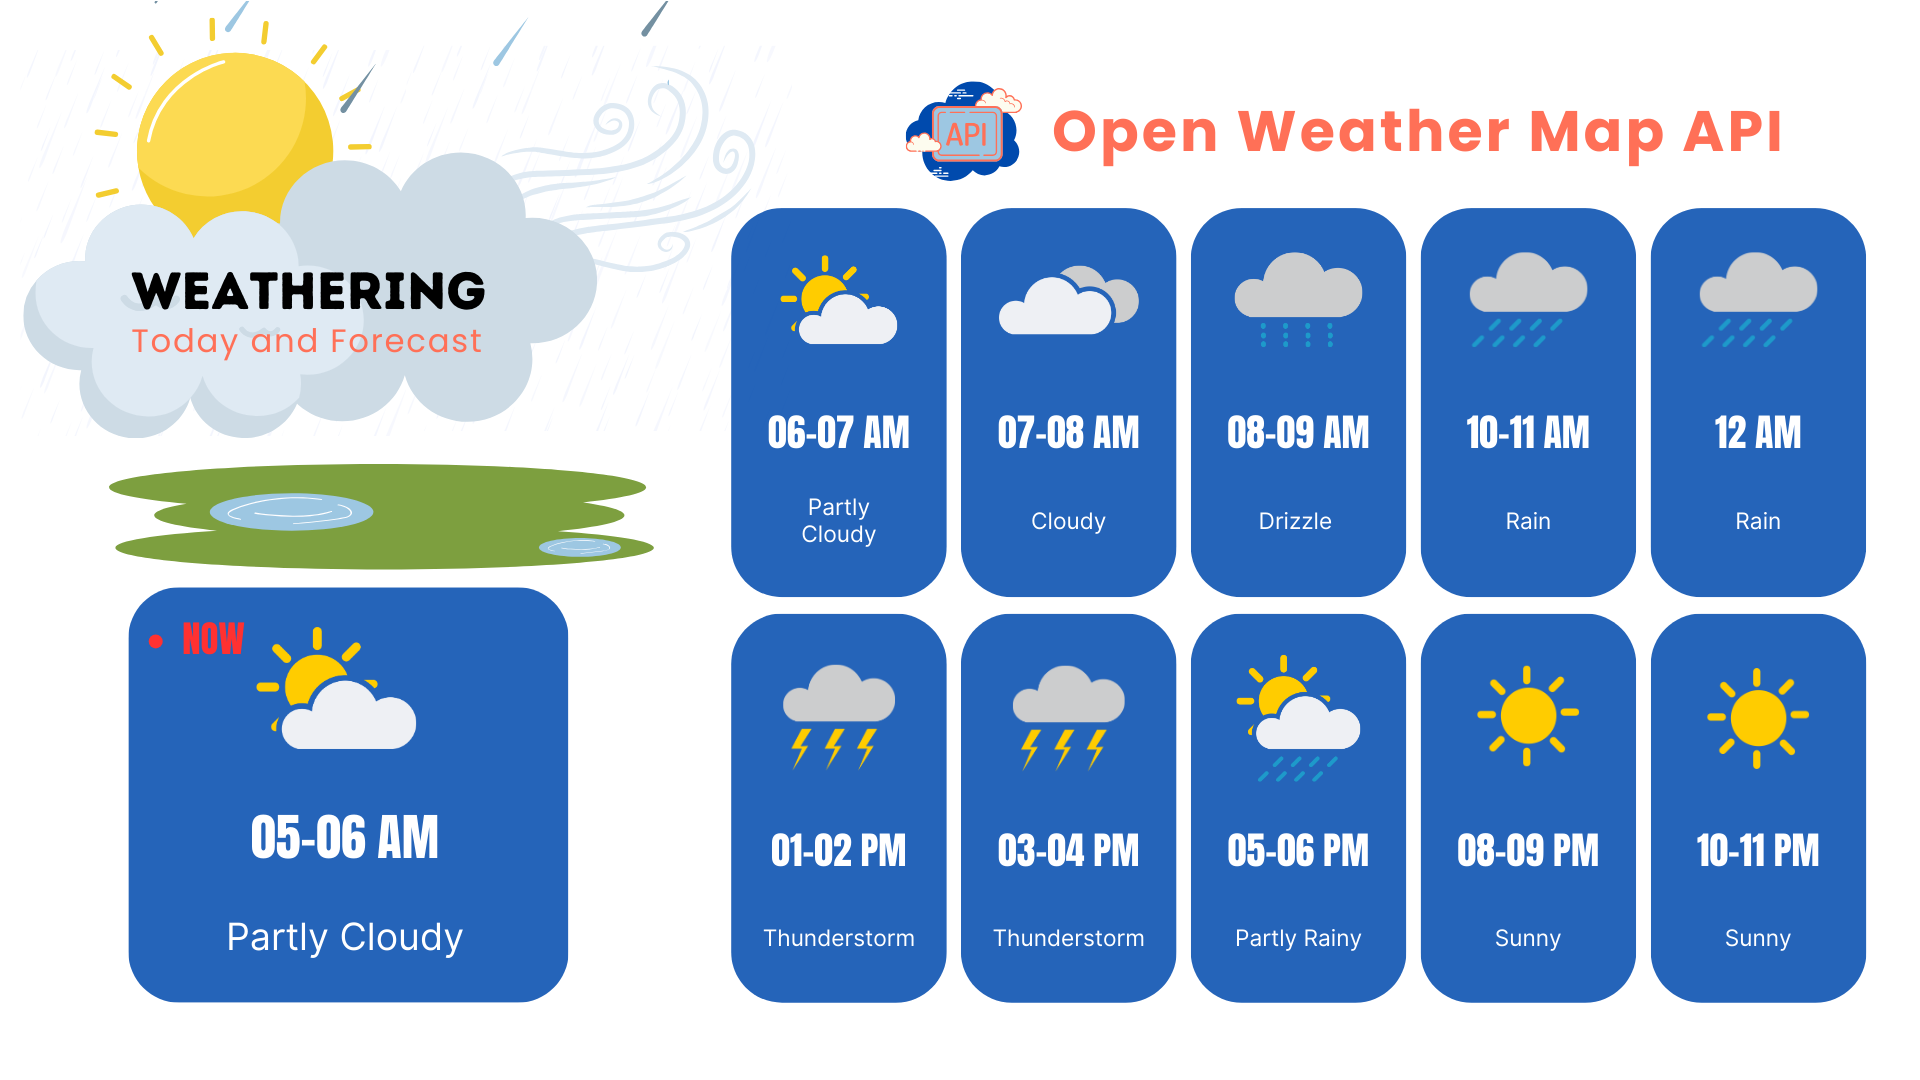 WEATHERING
Today and Forecast
API
Open Weather Map API
NOW
05-06 AM
Partly Cloudy
06-07 AM
Partly
Cloudy
07-08 AM
Cloudy
08-09 AM
Drizzle
10-11 AM
Rain
12 AM
Rain
01-02 PM
Thunderstorm
03-04 PM
Thunderstorm
05-06 PM
Partly Rainy
08-09 PM
Sunny
10-11 PM
Sunny